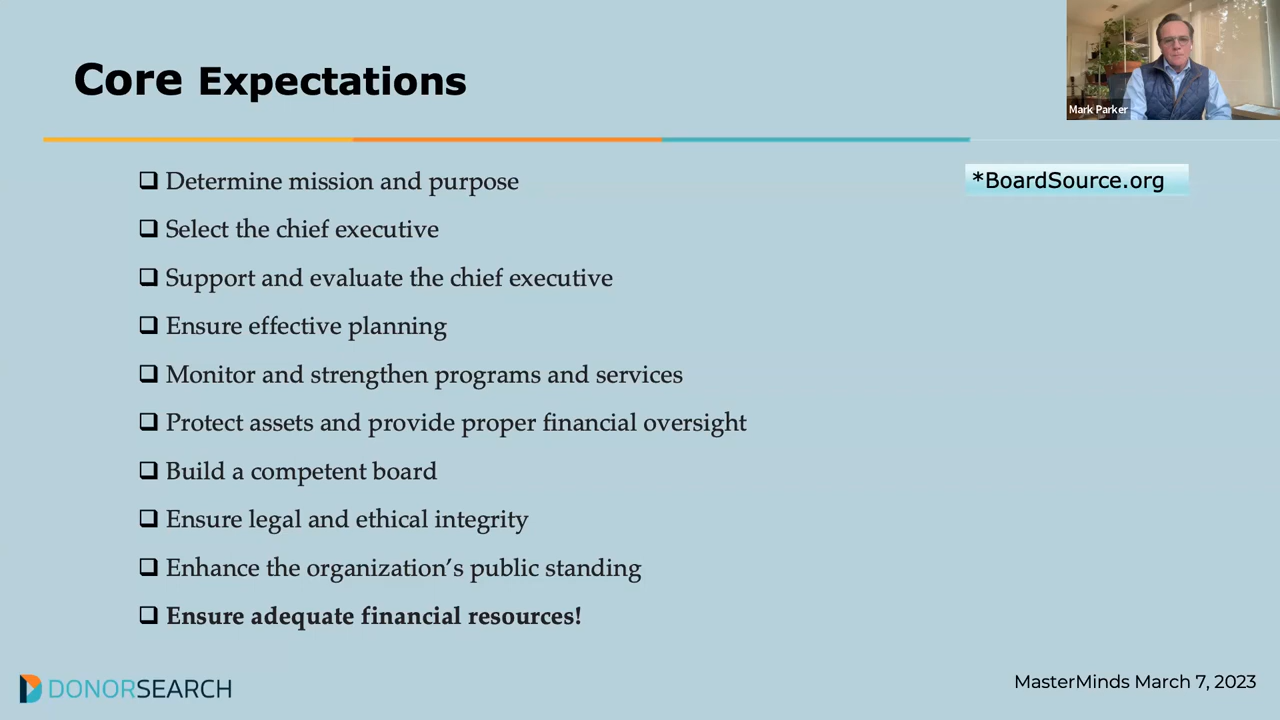 Core Expectations
Mark Parker
*BoardSource.org
❑ Determine mission and purpose
❑ Select the chief executive
❑ Support and evaluate the chief executive
❑ Ensure effective planning
❑ Monitor and strengthen programs and services
❑ Protect assets and provide proper financial oversight
❑ Build a competent board
❑ Ensure legal and ethical integrity
❑ Enhance the organization’s public standing
❑ Ensure adequate financial resources!
DONORSEARCH
MasterMinds March 7, 2023